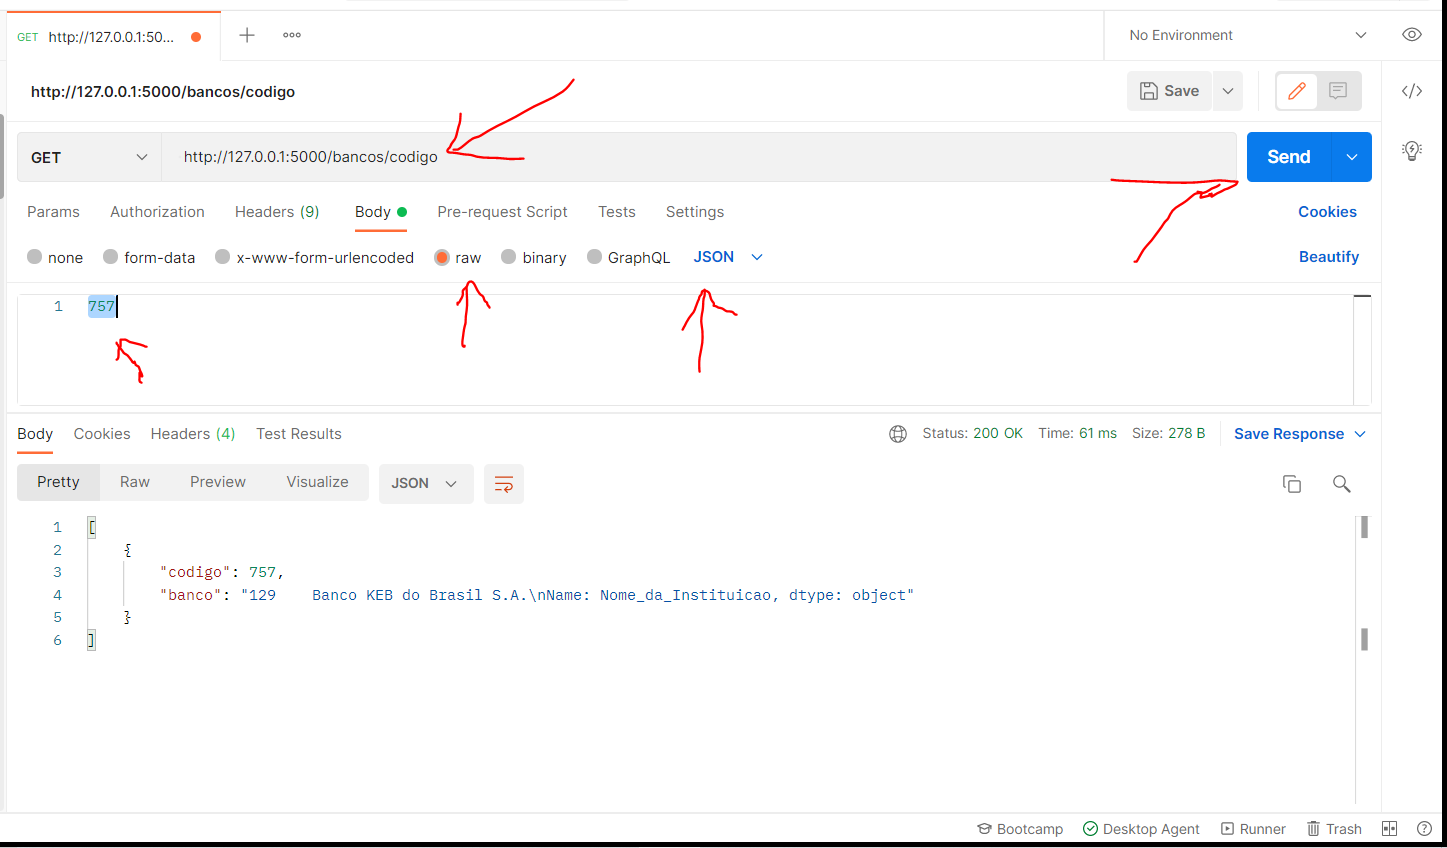 GET http://127.0.0.1:50...
No Environment
http://127.0.0.1:5000/bancos/codigo
Save
GET
http://127.0.0.1:5000/bancos/codigo
Send
Params Authorization Headers (9) Body Pre-request Script Tests Settings Cookies
none form-data x-www-form-urlencoded raw binary GraphQL JSON Beautify
1 757
Body Cookies Headers (4) Test Results Status: 200 OK Time: 61 ms Size: 278 B Save Response
Pretty Raw Preview Visualize JSON
1 [
2 {
3 "codigo": 757,
4 "banco": "129    Banco KEB do Brasil S.A.\nName: Nome_da_Instituicao, dtype: object"
5 }
6 ]
Bootcamp Desktop Agent Runner Trash